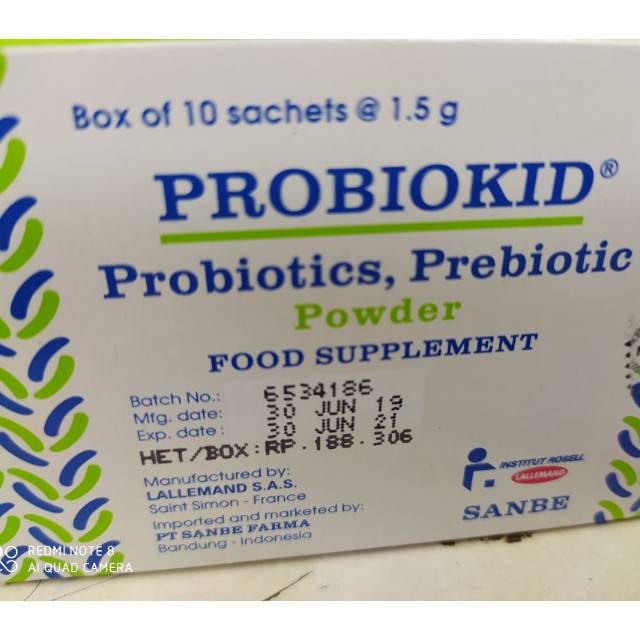 Box of 10 sachets @ 1.5 g
PROBIOKID®
Probiotics, Prebiotic
Powder
FOOD SUPPLEMENT
Batch No.: 6534186
Mfg. date: 30 JUN 19
Exp. date: 30 JUN 21
HET/BOX:RP.188.306
Manufactured by:
LALLEMAND S.A.S.
Saint Simon - France
Imported and marketed by:
PT SANBE FARMA
Bandung - Indonesia
INSTITUT ROSELL
LALLEMAND
SANBE
REDMI NOTE 8
AI QUAD CAMERA